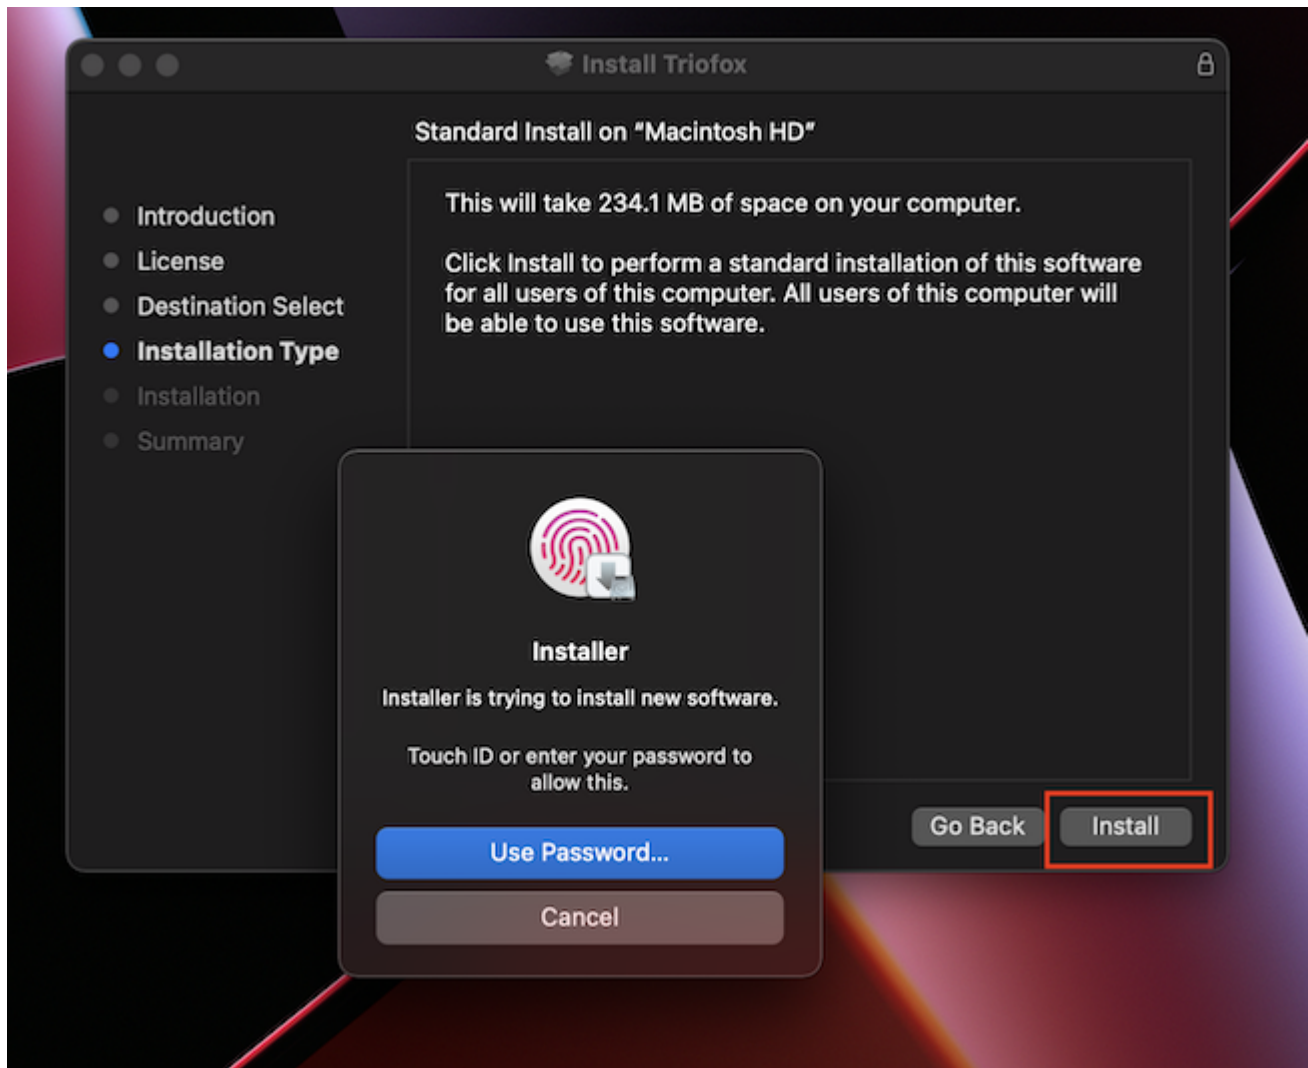 Install Triofox
Standard Install on “Macintosh HD”
Introduction
License
Destination Select
Installation Type
Installation
Summary
This will take 234.1 MB of space on your computer.
Click Install to perform a standard installation of this software
for all users of this computer. All users of this computer will
be able to use this software.
Installer
Installer is trying to install new software.
Touch ID or enter your password to
allow this.
Use Password...
Cancel
Go Back
Install